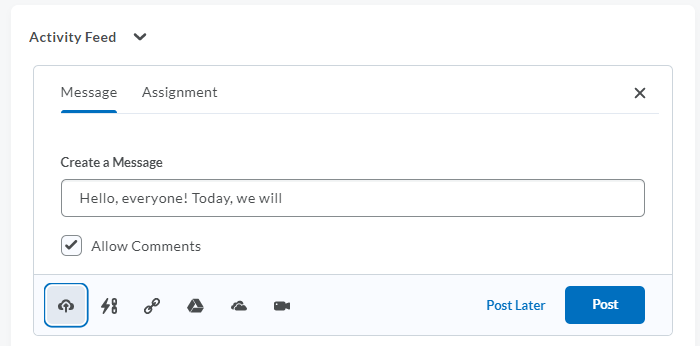 Activity Feed
Message Assignment
Create a Message
Hello, everyone! Today, we will
Allow Comments
Post Later Post